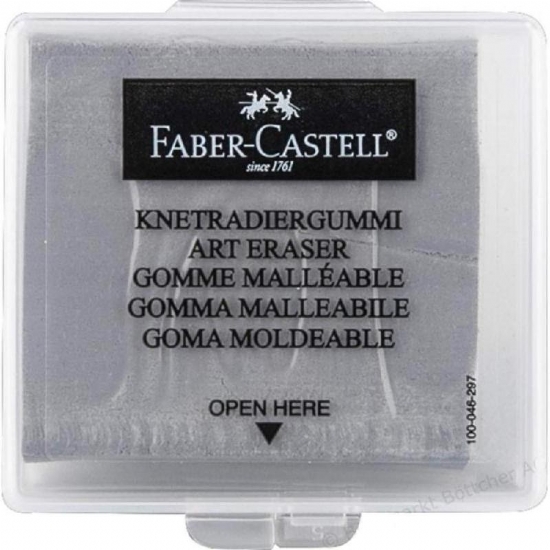 FABER-CASTELL®
since 1761
KNETRADIERGUMMI
ART ERASER
GOMME MALLÉABLE
GOMMA MALLEABILE
GOMA MOLDEABLE
OPEN HERE
100-046-297